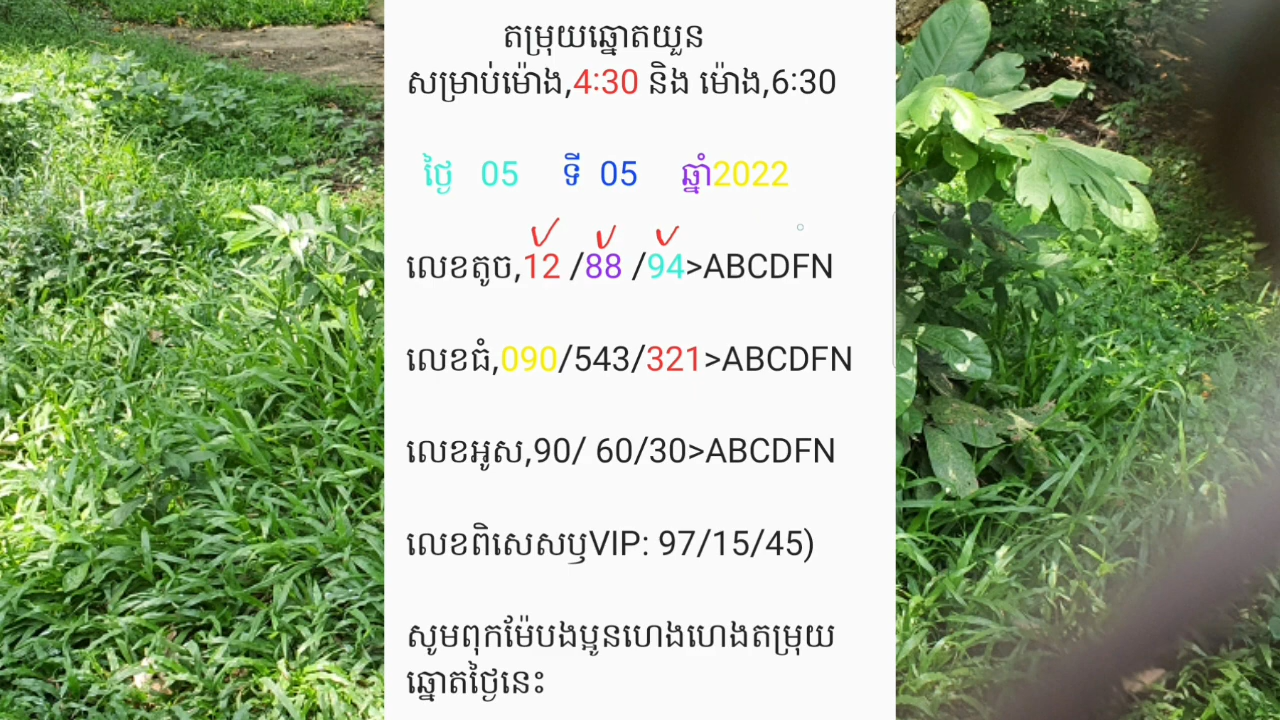 តម្រុយឆ្នោតយួន
សម្រាប់ម៉ោង,4:30 និង ម៉ោង,6:30
ថ្ងៃ 05 ទី 05 ឆ្នាំ2022
លេខតូច,12 /88 /94>ABCDFN
លេខធំ,090/543/321>ABCDFN
លេខអូស,90/ 60/30>ABCDFN
លេខពិសេសឫVIP: 97/15/45)
សូមពុកម៉ែបងប្អូនហេងហេងតម្រុយ
ឆ្នោតថ្ងៃនេះ